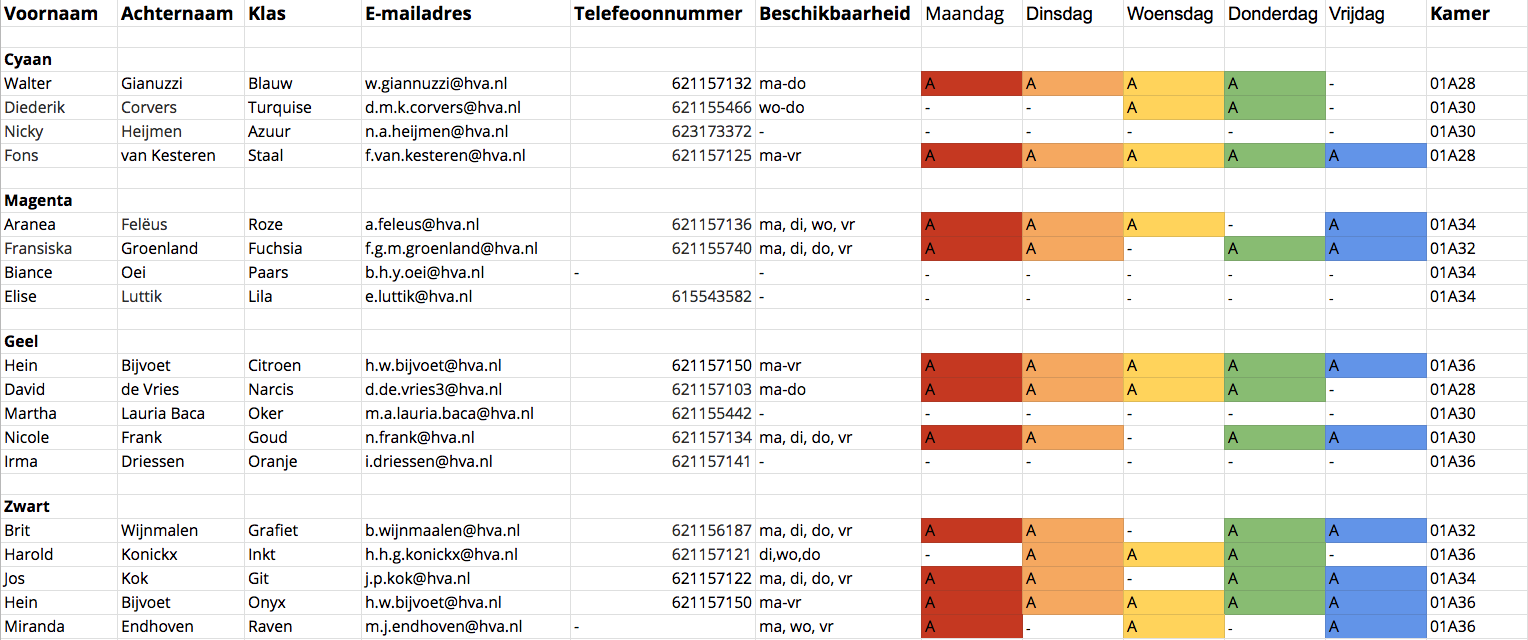 Voornaam Achternaam Klas E-mailadres Telefeoonnummer Beschikbaarheid Maandag Dinsdag Woensdag Donderdag Vrijdag Kamer
Cyaan
Walter Gianuzzi Blauw w.giannuzzi@hva.nl 621157132 ma-do A A A A - 01A28
Diederik Corvers Turquise d.m.k.corvers@hva.nl 621155466 wo-do - - A A - 01A30
Nicky Heijmen Azuur n.a.heijmen@hva.nl 623173372 - - - - - - 01A30
Fons van Kesteren Staal f.van.kesteren@hva.nl 621157125 ma-vr A A A A A 01A28
Magenta
Aranea Felëus Roze a.feleus@hva.nl 621157136 ma, di, wo, vr A A A - A 01A34
Fransiska Groenland Fuchsia f.g.m.groenland@hva.nl 621155740 ma, di, do, vr A A - A A 01A32
Biance Oei Paars b.h.y.oei@hva.nl - - - - - - - 01A34
Elise Luttik Lila e.luttik@hva.nl 615543582 - - - - - - 01A34
Geel
Hein Bijvoet Citroen h.w.bijvoet@hva.nl 621157150 ma-vr A A A A A 01A36
David de Vries Narcis d.de.vries3@hva.nl 621157103 ma-do A A A A - 01A28
Martha Lauria Baca Oker m.a.lauria.baca@hva.nl 621155442 - - - - - - 01A30
Nicole Frank Goud n.frank@hva.nl 621157134 ma, di, do, vr A A - A A 01A30
Irma Driessen Oranje i.driessen@hva.nl 621157141 - - - - - - 01A36
Zwart
Brit Wijnmalen Grafiet b.wijnmaalen@hva.nl 621156187 ma, di, do, vr A A - A A 01A32
Harold Konickx Inkt h.h.g.konickx@hva.nl 621157121 di,wo,do - A A A - 01A36
Jos Kok Git j.p.kok@hva.nl 621157122 ma, di, do, vr A A - A A 01A34
Hein Bijvoet Onyx h.w.bijvoet@hva.nl 621157150 ma-vr A A A A A 01A36
Miranda Endhoven Raven m.j.endhoven@hva.nl - ma, wo, vr A - A - A 01A36